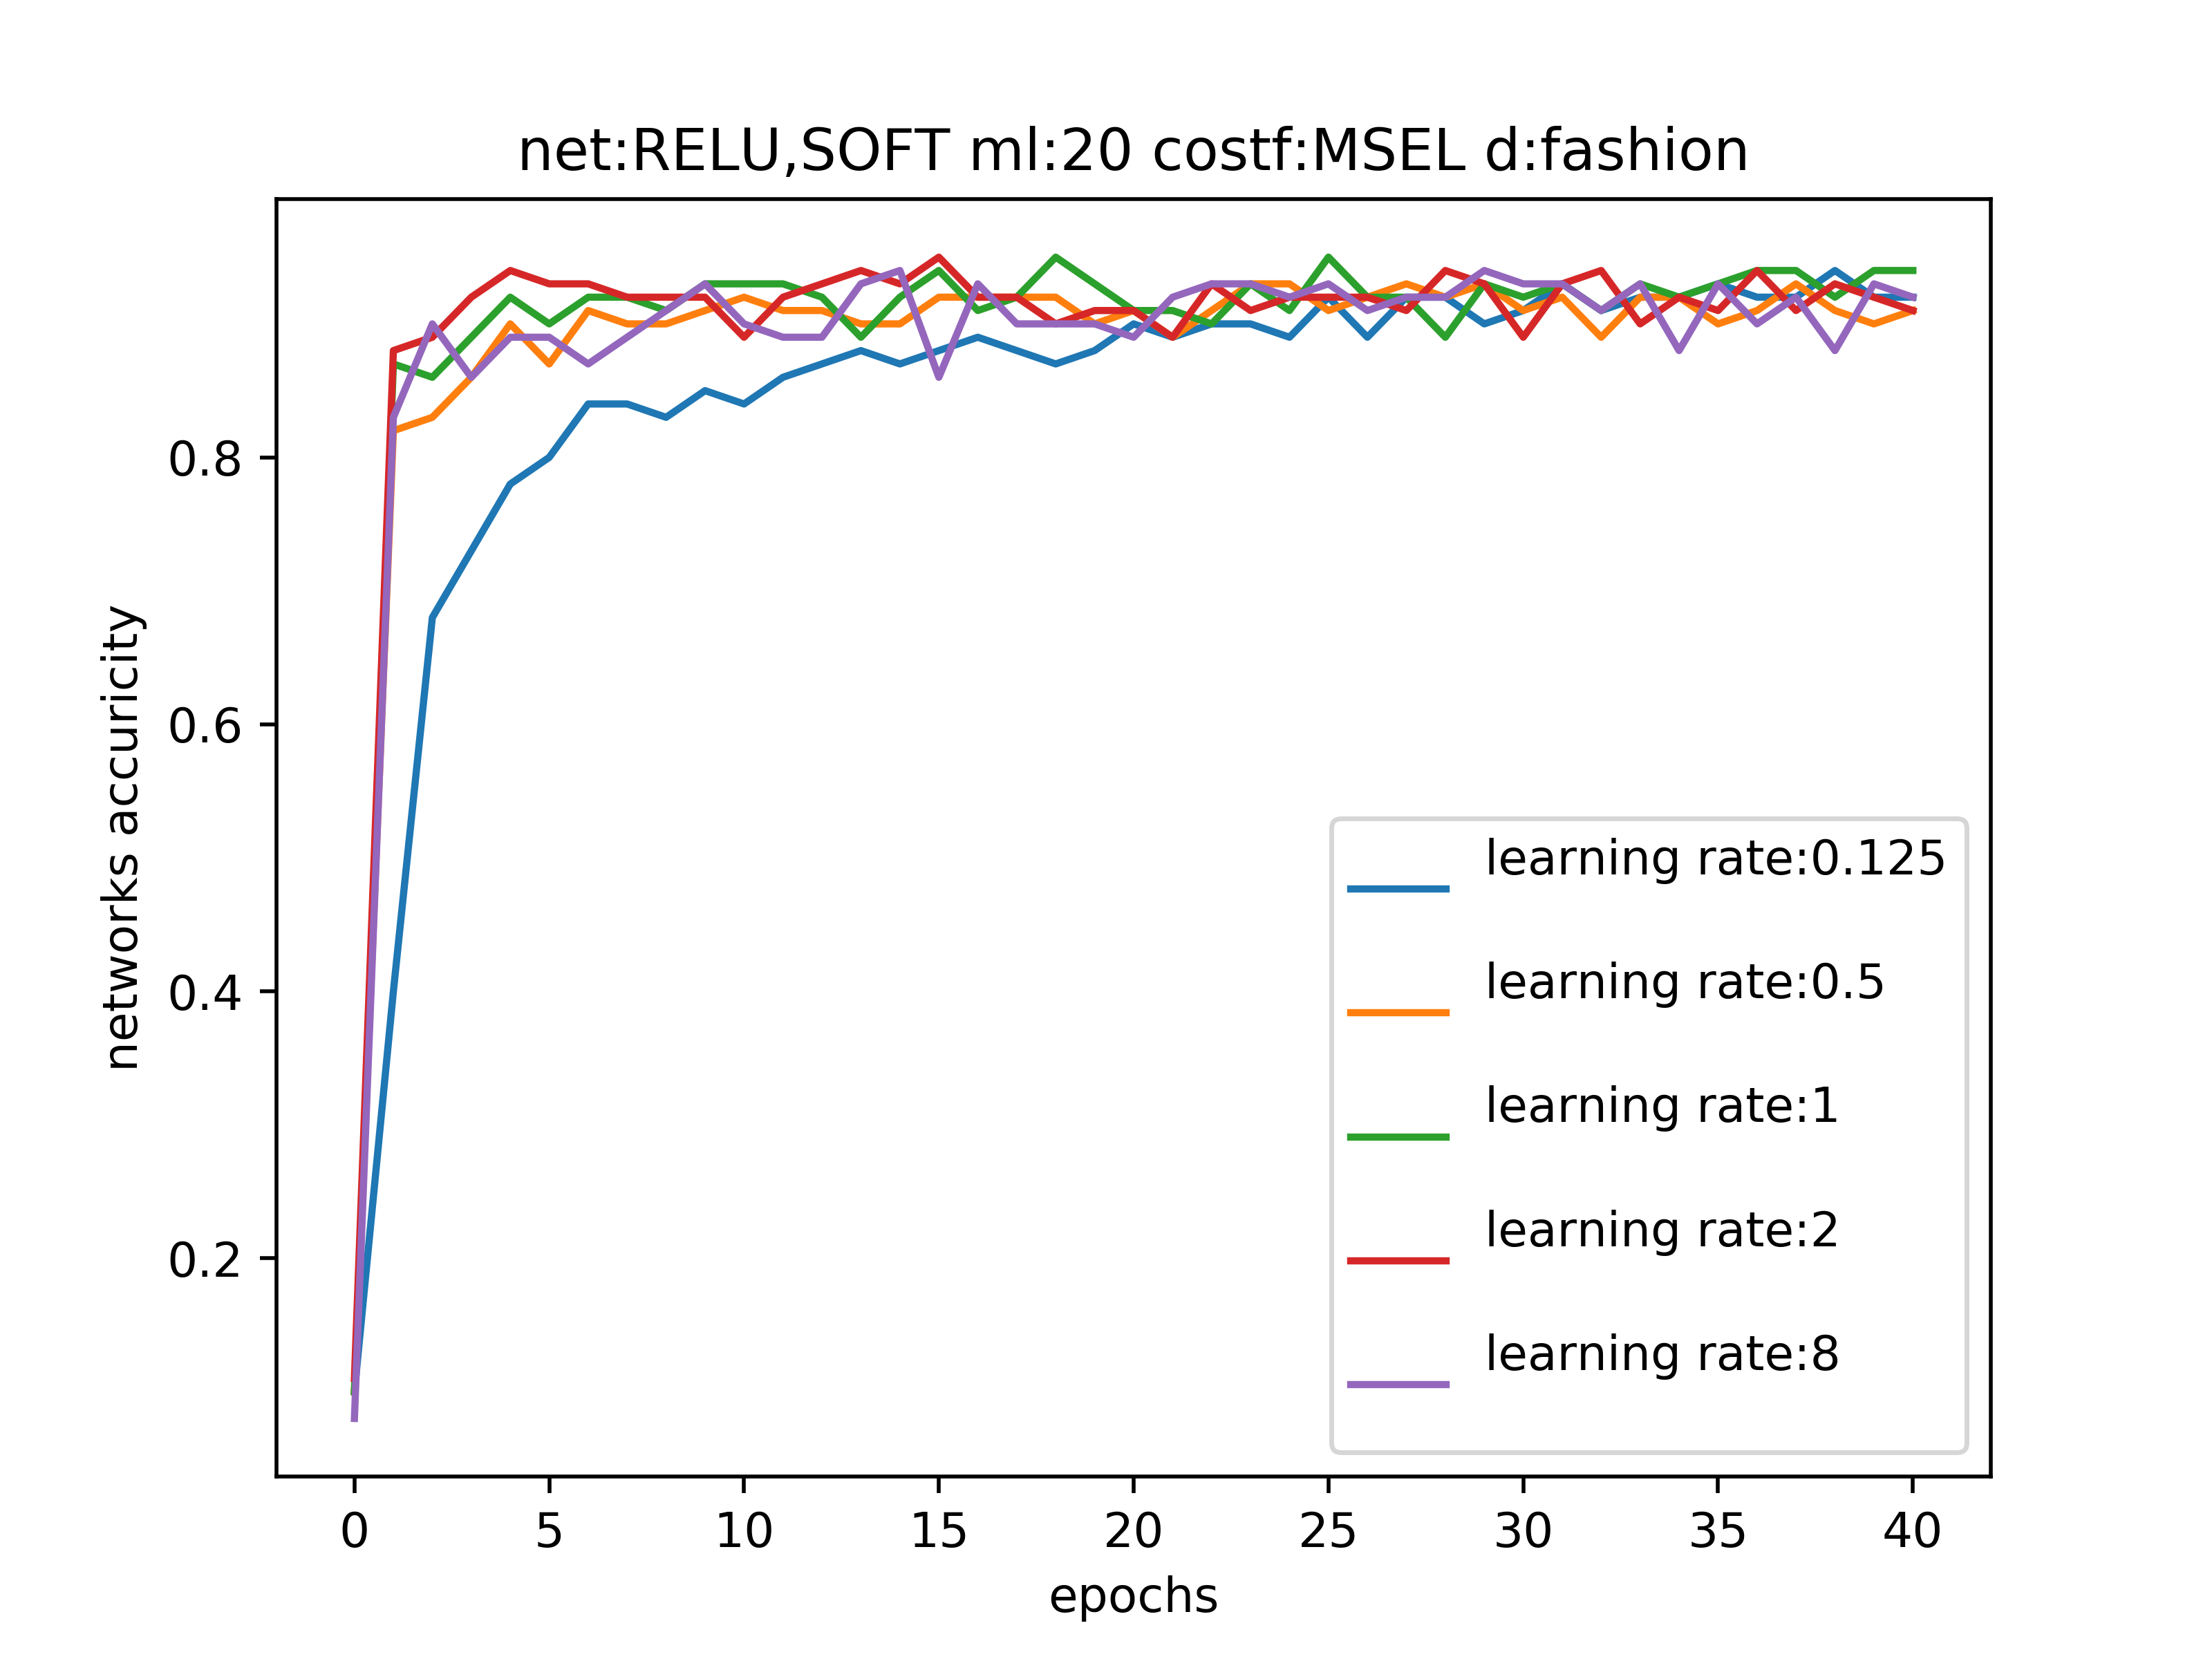 net:RELU,SOFT ml:20 costf:MSEL d:fashion
networks accuricity
0.8
0.6
0.4
0.2
learning rate:0.125
learning rate:0.5
learning rate:1
learning rate:2
learning rate:8
0 5 10 15 20 25 30 35 40
epochs